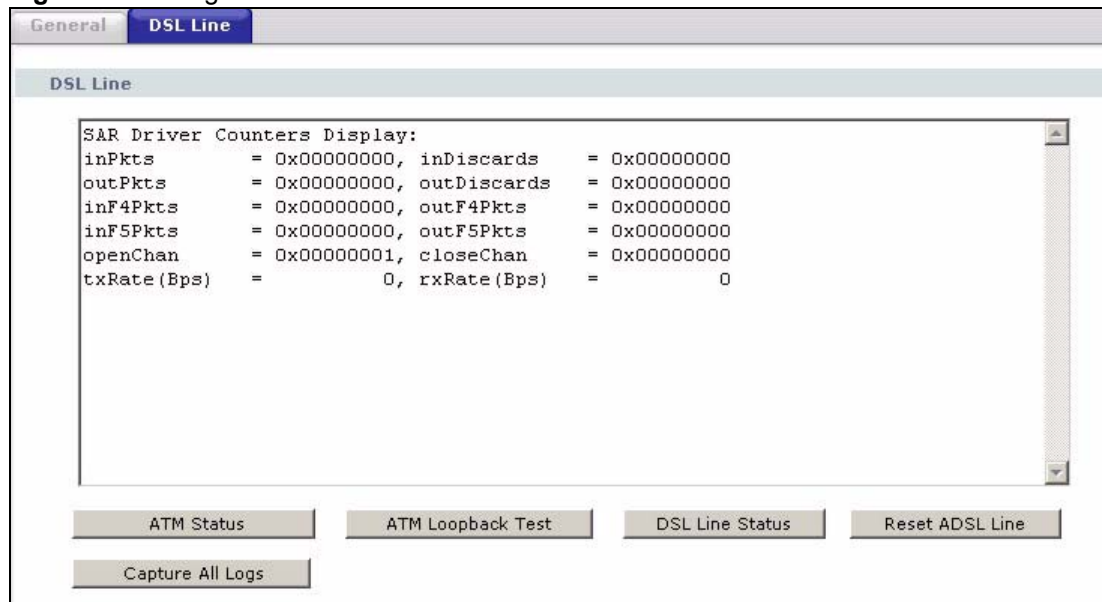 General DSL Line
DSL Line
SAR Driver Counters Display:
inPkts = 0x00000000, inDiscards = 0x00000000
outPkts = 0x00000000, outDiscards = 0x00000000
inF4Pkts = 0x00000000, outF4Pkts = 0x00000000
inF5Pkts = 0x00000000, outF5Pkts = 0x00000000
openChan = 0x00000001, closeChan = 0x00000000
txRate(Bps) = 0, rxRate(Bps) = 0
ATM Status ATM Loopback Test DSL Line Status Reset ADSL Line
Capture All Logs